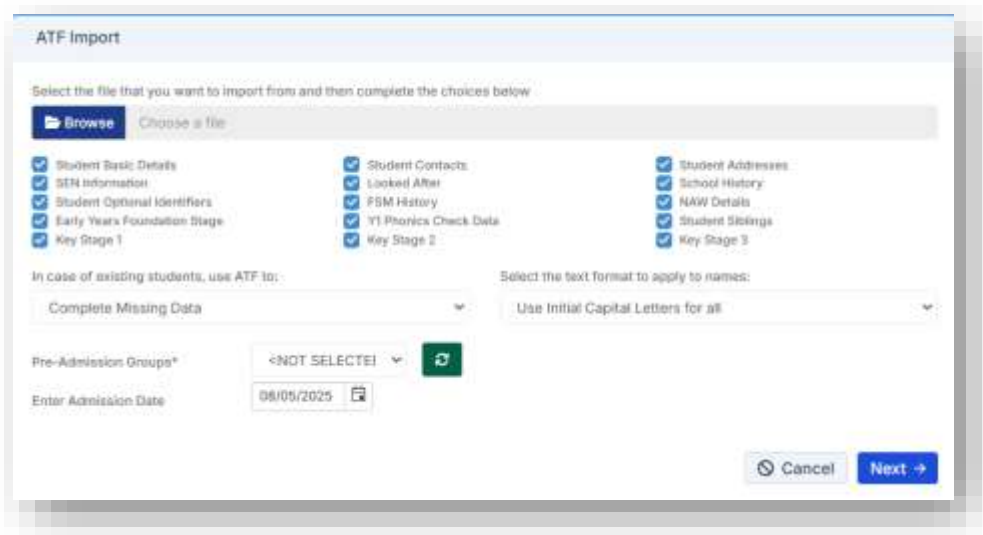 ATF Import
Select the file that you want to import from and then complete the choices below
Browse Choose a file
Student Basic Details Student Contacts Student Addresses
SEN Information Looked After School History
Student Optional Identifiers FSM History NAW Details
Early Years Foundation Stage Y1 Phonics Check Data Student Siblings
Key Stage 1 Key Stage 2 Key Stage 3
In case of existing students, use ATF to: Select the text format to apply to names:
Complete Missing Data Use Initial Capital Letters for all
Pre-Admission Groups* <NOT SELECTEI
Enter Admission Date 08/05/2025
Cancel Next →